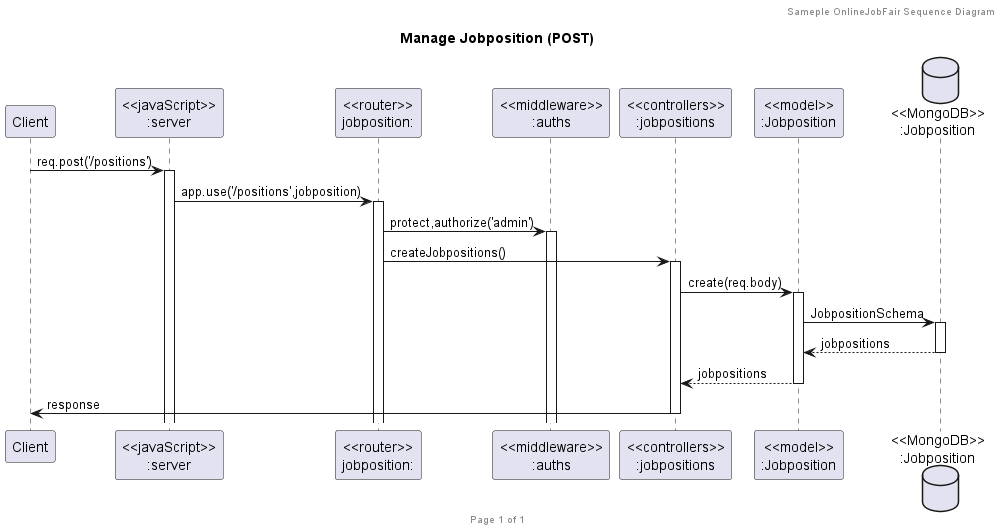 Sameple OnlineJobFair Sequence Diagram
Manage Jobposition (POST)
Client
<<javaScript>>
:server
<<router>>
jobposition:
<<middleware>>
:auths
<<controllers>>
:jobpositions
<<model>>
:Jobposition
<<MongoDB>>
:Jobposition
req.post('/positions')
app.use('/positions',jobposition)
protect,authorize('admin')
createJobpositions()
create(req.body)
JobpositionSchema
jobpositions
jobpositions
response
Client
<<javaScript>>
:server
<<router>>
jobposition:
<<middleware>>
:auths
<<controllers>>
:jobpositions
<<model>>
:Jobposition
<<MongoDB>>
:Jobposition
Page 1 of 1